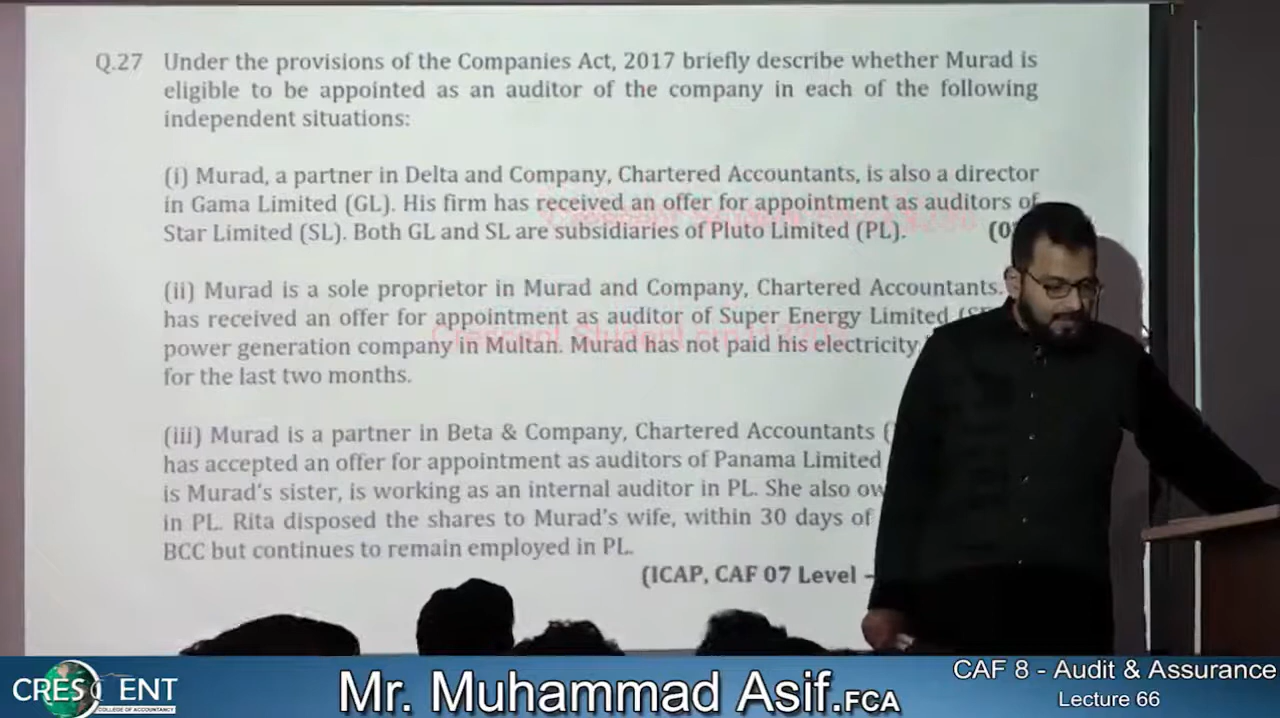 Q.27 Under the provisions of the Companies Act, 2017 briefly describe whether Murad is
eligible to be appointed as an auditor of the company in each of the following
independent situations:
(i) Murad, a partner in Delta and Company, Chartered Accountants, is also a director
in Gama Limited (GL). His firm has received an offer for appointment as auditors of
Star Limited (SL). Both GL and SL are subsidiaries of Pluto Limited (PL).
(ii) Murad is a sole proprietor in Murad and Company, Chartered Accountants.
has received an offer for appointment as auditor of Super Energy Limited
power generation company in Multan. Murad has not paid his electricity
for the last two months.
(iii) Murad is a partner in Beta & Company, Chartered Accountants (
has accepted an offer for appointment as auditors of Panama Limited
is Murad's sister, is working as an internal auditor in PL. She also
in PL. Rita disposed the shares to Murad's wife, within 30 days of
BCC but continues to remain employed in PL.
(ICAP, CAF 07 Level –
CRESCENT
COLLEGE OF ACCOUNTANCY
Mr. Muhammad Asif.FCA
CAF 8 - Audit & Assurance
Lecture 66